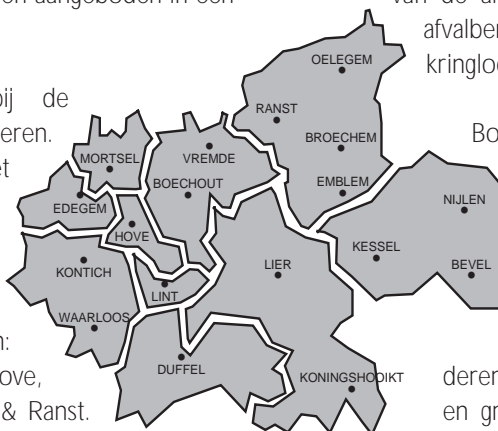 en aangeboden in een
bij de
eren.
et
:
ove,
& Ranst.
OELEGEM
RANST
BROECHEM
EMBLEM
MORTSEL
VREMDE
BOECHOUT
EDEGEM
HOVE
NIJLEN
KESSEL
BEVEL
KONTICH
LIER
LINT
WAARLOOS
DUFFEL
KONINGSHOOIKT
van de a
afvalber
kringloo
Bo
deren
en gr